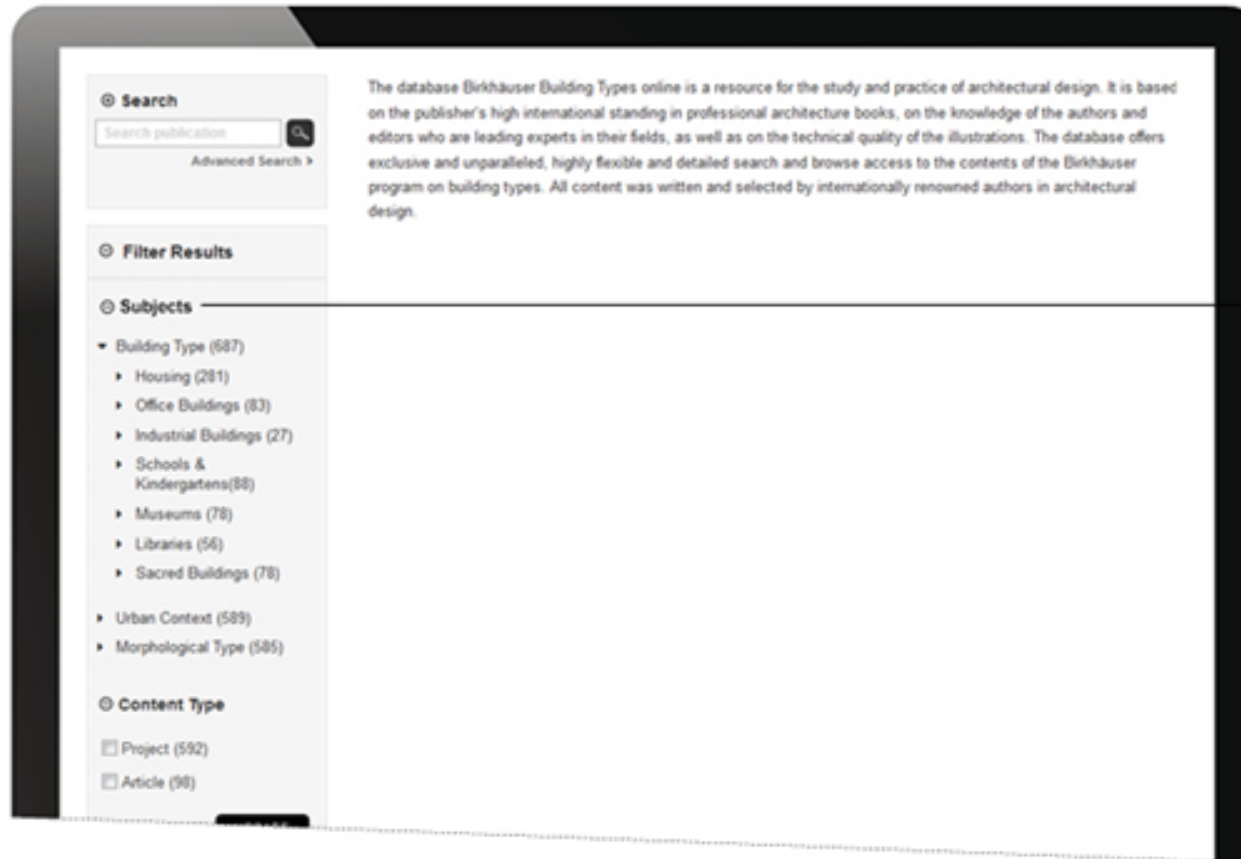 Search
Search publication
Advanced Search >
Filter Results
Subjects
Building Type (687)
Housing (281)
Office Buildings (83)
Industrial Buildings (27)
Schools &
Kindergartens(88)
Museums (78)
Libraries (56)
Sacred Buildings (78)
Urban Context (589)
Morphological Type (585)
Content Type
Project (592)
Article (98)
The database Birkhäuser Building Types online is a resource for the study and practice of architectural design. It is based
on the publisher's high international standing in professional architecture books, on the knowledge of the authors and
editors who are leading experts in their fields, as well as on the technical quality of the illustrations. The database offers
exclusive and unparalleled, highly flexible and detailed search and browse access to the contents of the Birkhäuser
program on building types. All content was written and selected by internationally renowned authors in architectural
design.